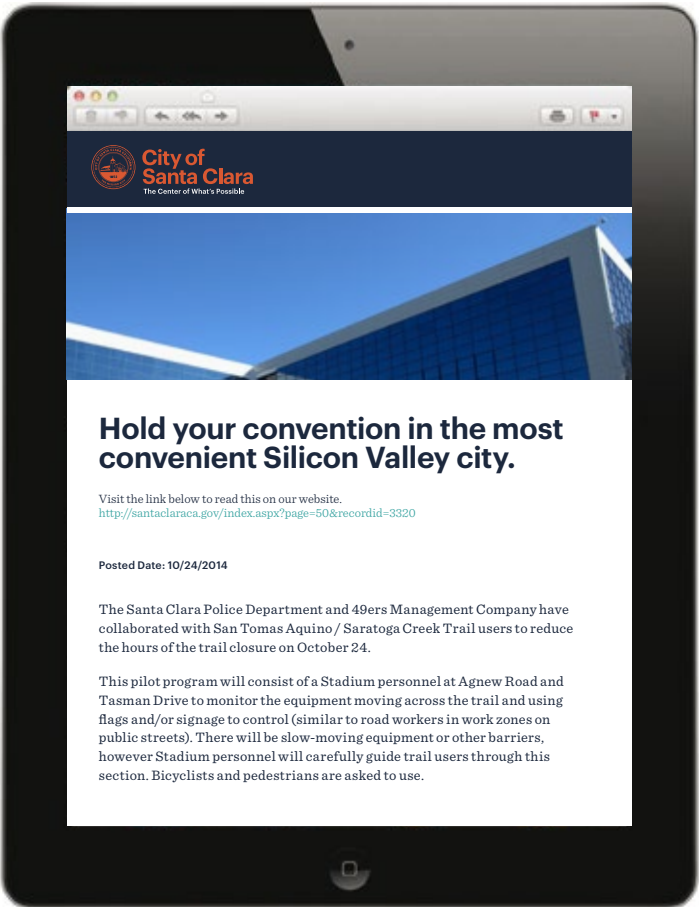 City of
Santa Clara
The Center of What's Possible
Hold your convention in the most
convenient Silicon Valley city.
Visit the link below to read this on our website.
http://santaclaraca.gov/index.aspx?page=50&recordid=3320
Posted Date: 10/24/2014
The Santa Clara Police Department and 49ers Management Company have
collaborated with San Tomas Aquino / Saratoga Creek Trail users to reduce
the hours of the trail closure on October 24.
This pilot program will consist of a Stadium personnel at Agnew Road and
Tasman Drive to monitor the equipment moving across the trail and using
flags and/or signage to control (similar to road workers in work zones on
public streets). There will be slow-moving equipment or other barriers,
however Stadium personnel will carefully guide trail users through this
section. Bicyclists and pedestrians are asked to use.